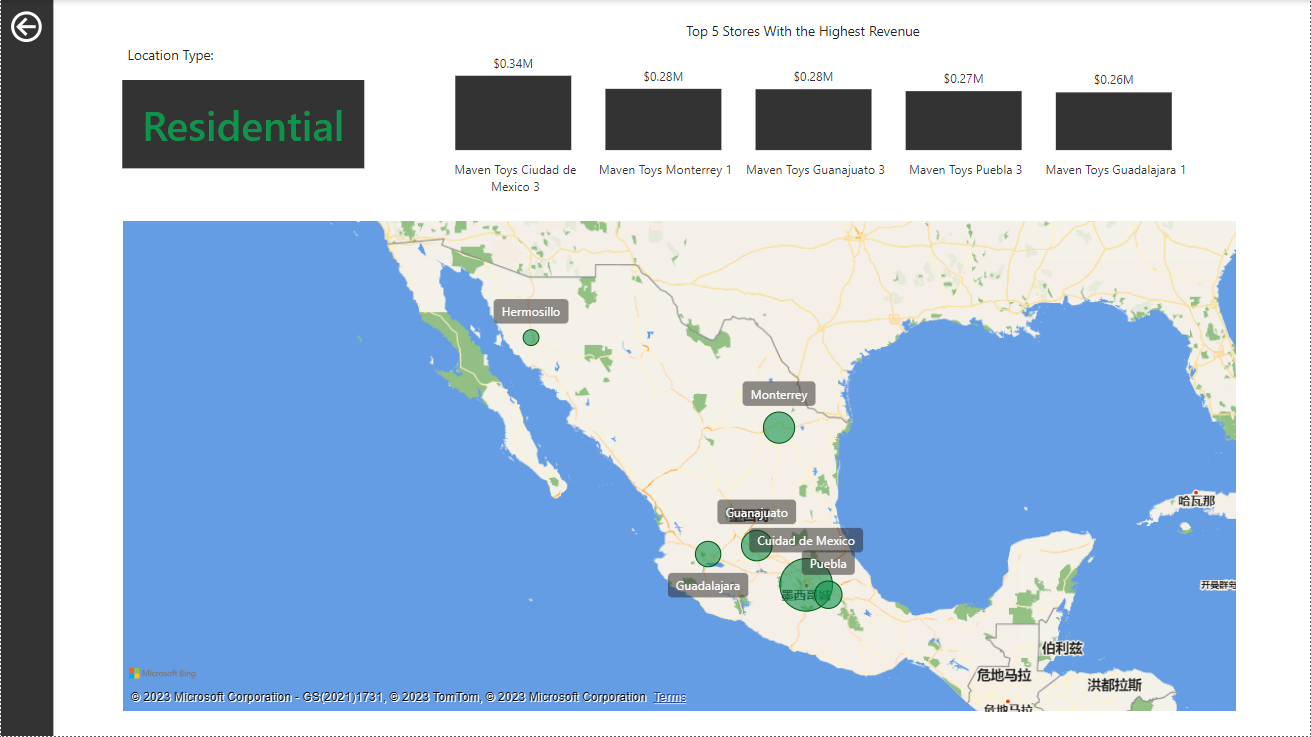 Top 5 Stores With the Highest Revenue
Location Type:
Residential
$0.34M
$0.28M
$0.28M
$0.27M
$0.26M
Maven Toys Ciudad de
Mexico 3
Maven Toys Monterrey 1
Maven Toys Guanajuato 3
Maven Toys Puebla 3
Maven Toys Guadalajara 1
Hermosillo
Monterrey
哈瓦那
Guanajuato
Cuidad de Mexico
Puebla
Guadalajara
墨西哥城
开曼群岛
伯利兹
危地马拉
洪都拉斯
危地马拉
Microsoft Bing
© 2023 Microsoft Corporation - GS(2021)1731, © 2023 TomTom, © 2023 Microsoft Corporation Terms